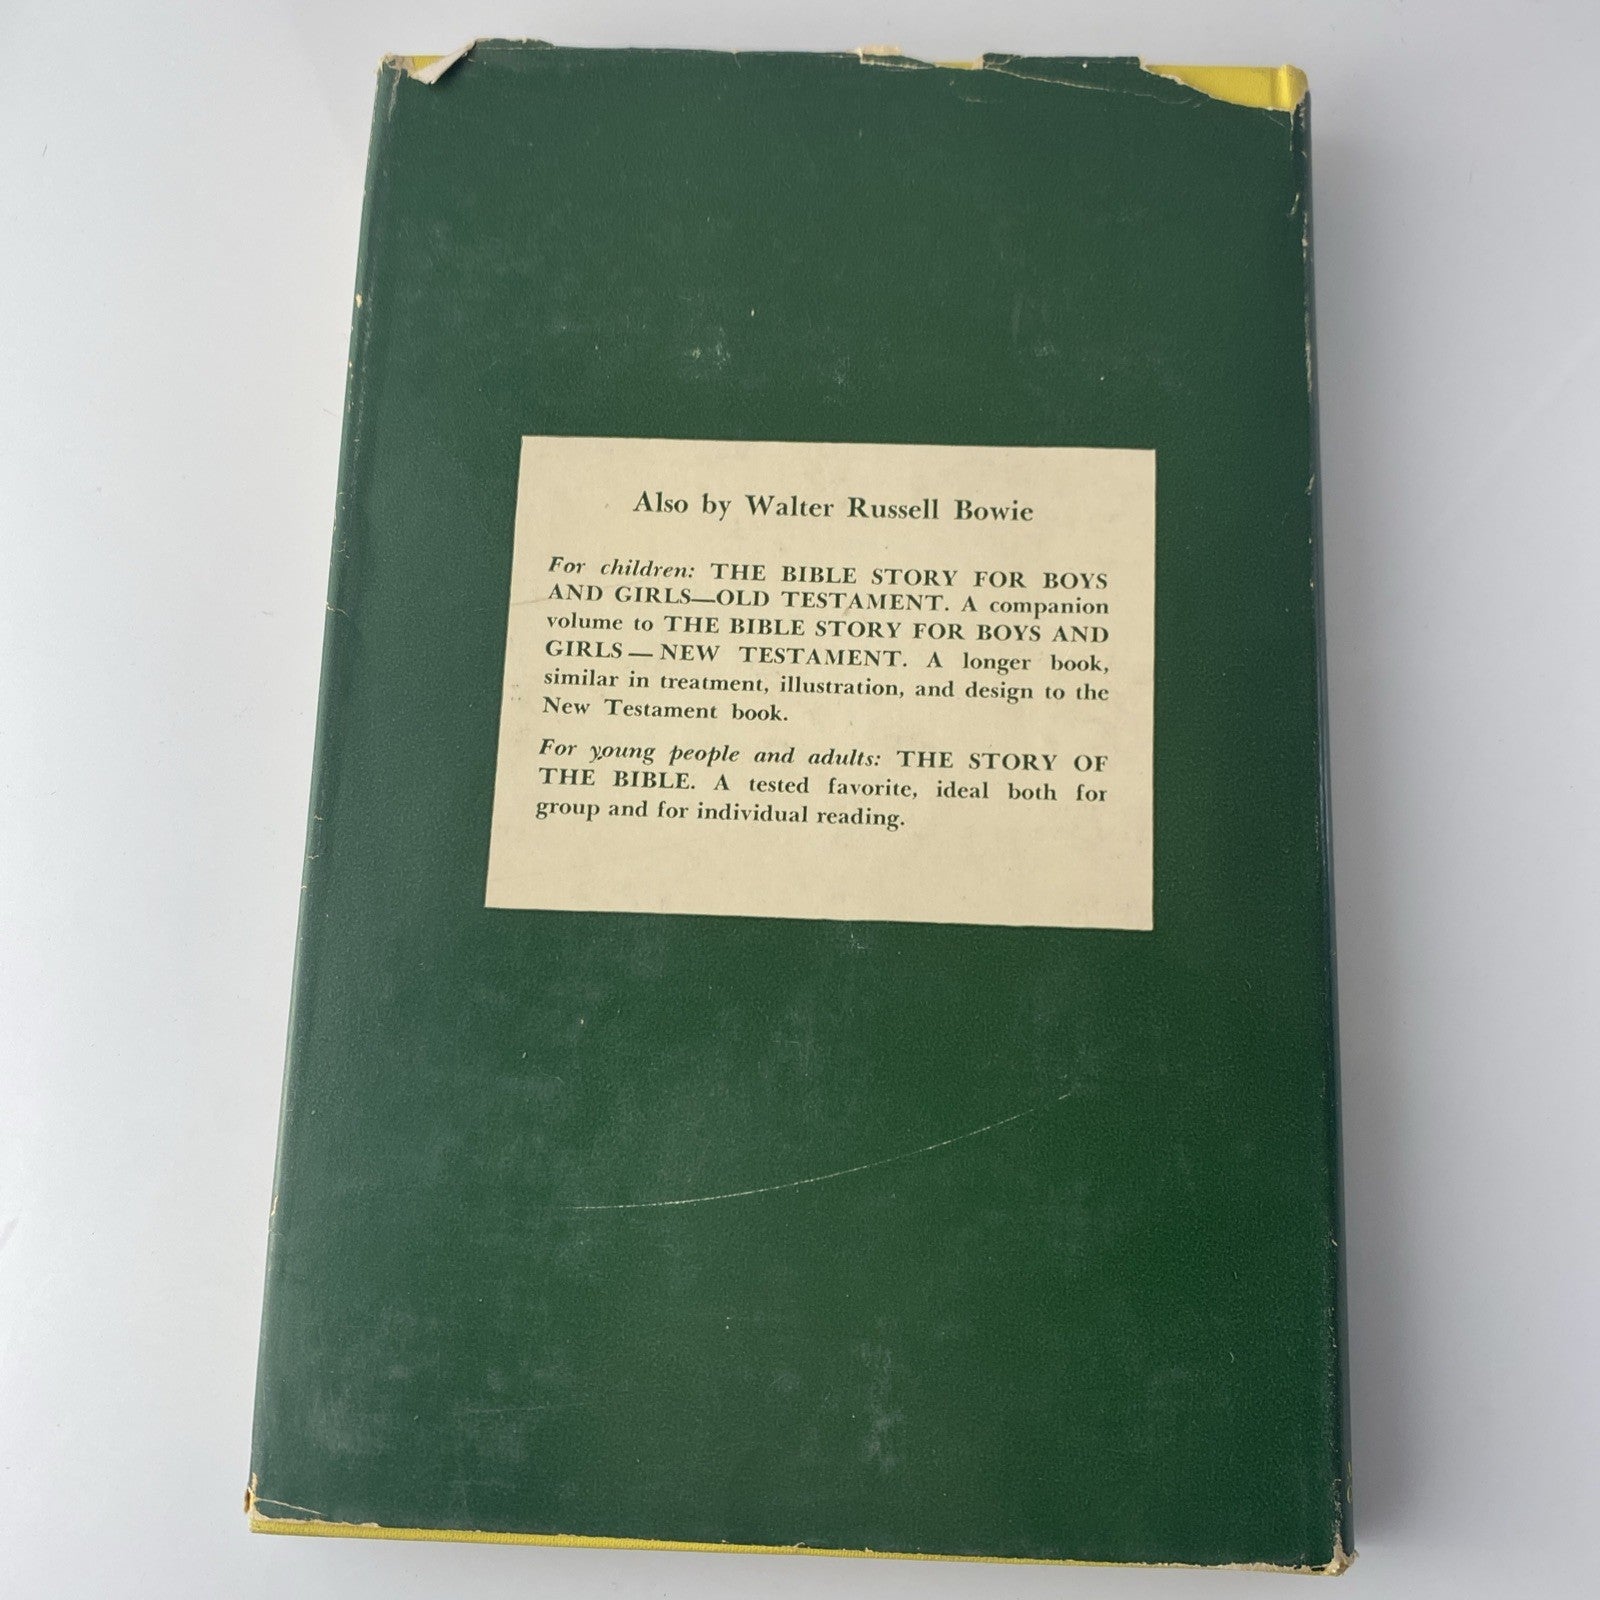 Also by Walter Russell Bowie
For children: THE BIBLE STORY FOR BOYS
AND GIRLS—OLD TESTAMENT. A companion
volume to THE BIBLE STORY FOR BOYS AND
GIRLS — NEW TESTAMENT. A longer book,
similar in treatment, illustration, and design to the
New Testament book.
For young people and adults: THE STORY OF
THE BIBLE. A tested favorite, ideal both for
group and for individual reading.